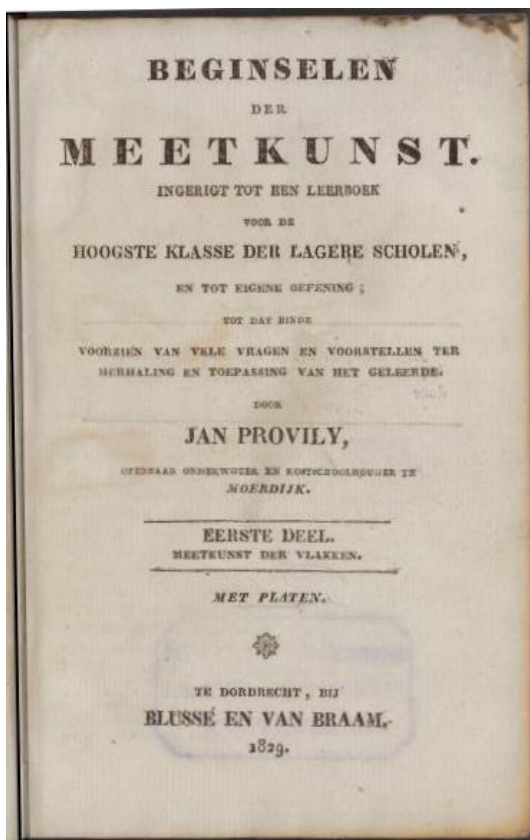 BEGINSELEN
DER
MEETKUNST.
INGERIGT TOT EEN LEERBOEK
VOOR DE
HOOGSTE KLASSE DER LAGERE SCHOLEN,
EN TOT EIGENE OEFENING;
TOT DAT EINDE
VOORZIEN VAN VELE VRAGEN EN VOORSTELLEN TER
HERHALING EN TOEPASSING VAN HET GELEERDE.
DOOR
JAN PROVILY,
OPENBAAR ONDERWIJZER EN KOSTSCHOOLHOUDER TE
MOERDIJK.
EERSTE DEEL.
MEETKUNST DER VLAKKEN.
MET PLATEN.
TE DORDRECHT, BIJ
BLUSSÉ EN VAN BRAAM.
1829.